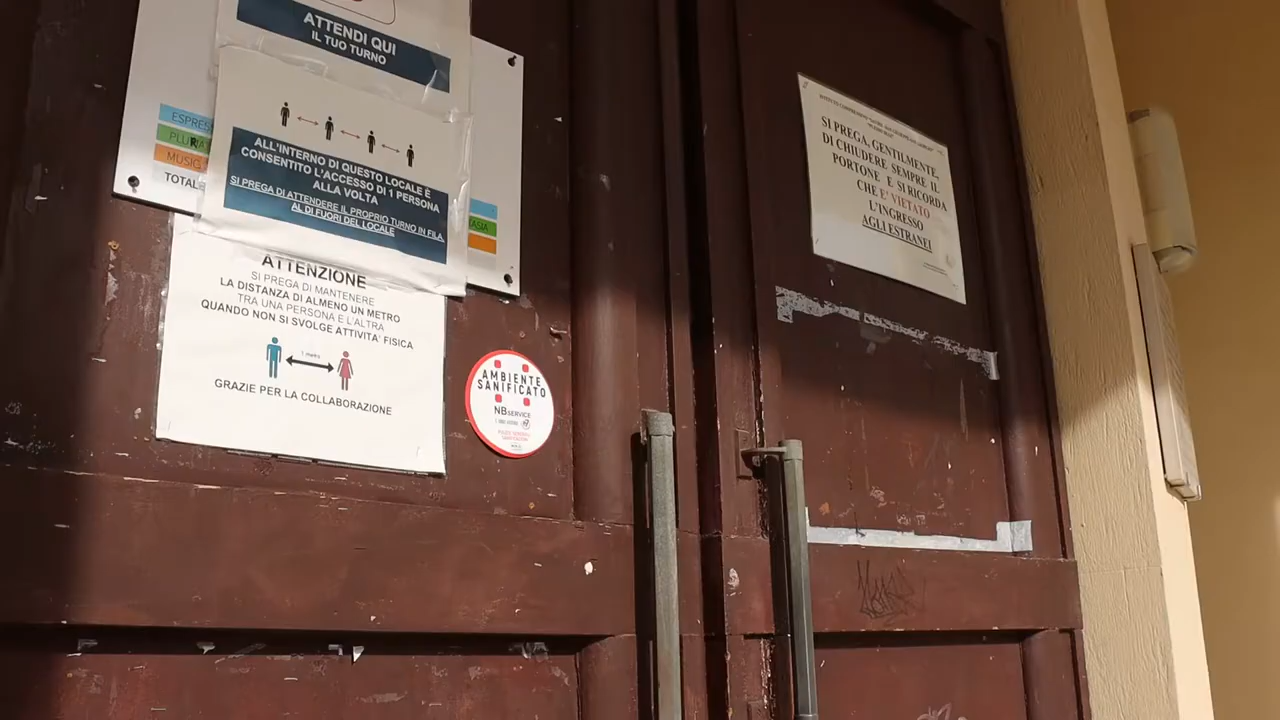 ATTENDI QUI
IL TUO TURNO
ESPRES
PLURIA
MUSIC
TOTAL
ASIA
ALL'INTERNO DI QUESTO LOCALE È
CONSENTITO L'ACCESSO DI 1 PERSONA
ALLA VOLTA
SI PREGA DI ATTENDERE IL PROPRIO TURNO IN FILA,
AL DI FUORI DEL LOCALE
ATTENZIONE
SI PREGA DI MANTENERE
LA DISTANZA DI ALMENO UN METRO
TRA UNA PERSONA E L'ALTRA
QUANDO NON SI SVOLGE ATTIVITA' FISICA
1 metro
GRAZIE PER LA COLLABORAZIONE
AMBIENTE
SANIFICATO
NBSERVICE
SI PREGA, GENTILMENTE,
DI CHIUDERE SEMPRE IL
PORTONE E SI RICORDA
CHE E' VIETATO
L'INGRESSO
AGLI ESTRANEI